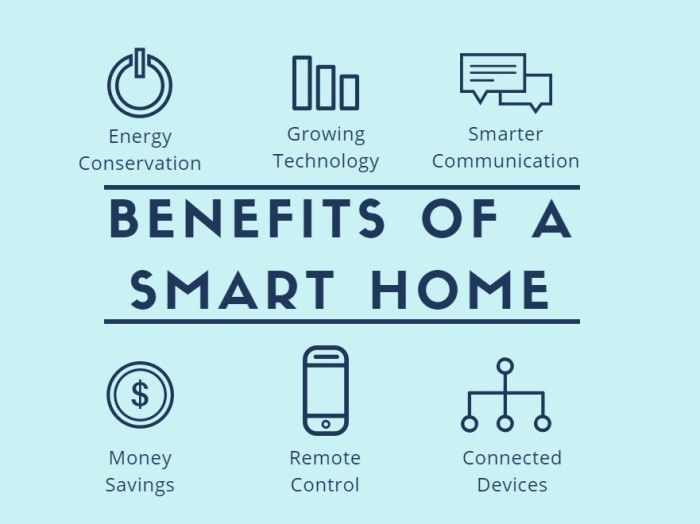 Energy
Conservation
Growing
Technology
Smarter
Communication
BENEFITS OF A
SMART HOME
$
Money
Savings
Remote
Control
Connected
Devices